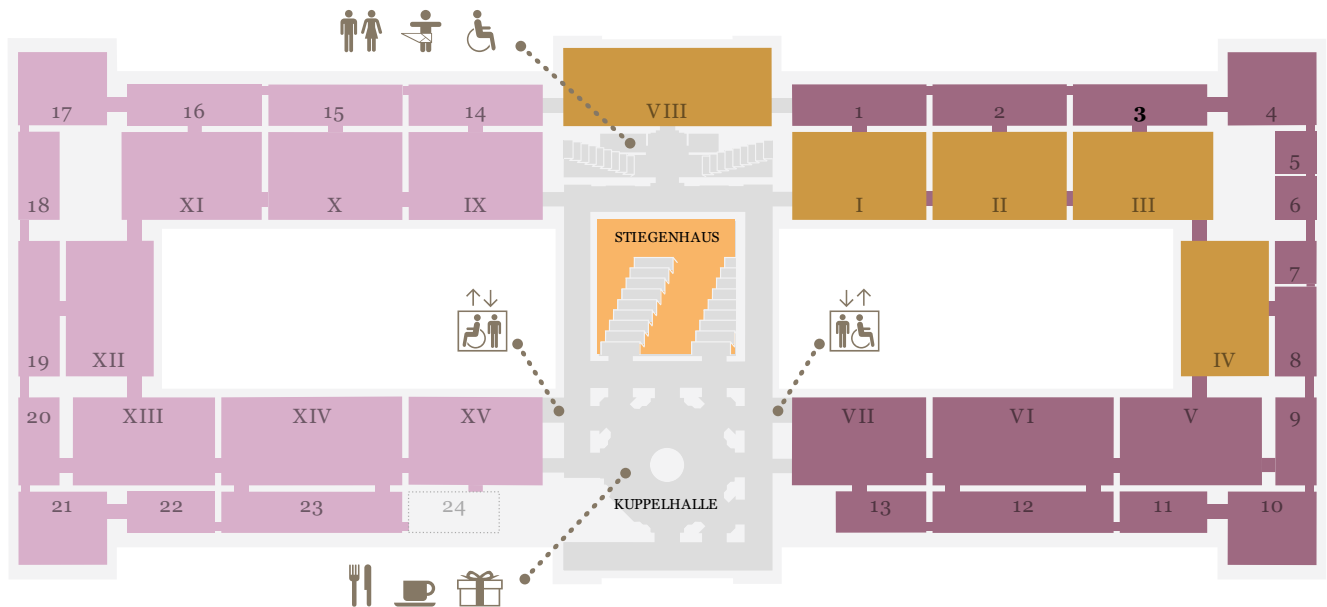 17 16 15 14 VIII 1 2 3 4
5
18 XI X IX I II III 6
STIEGENHAUS
7
19 XII IV 8
20 XIII XIV XV VII VI V 9
21 22 23 24 KUPPELHALLE 13 12 11 10